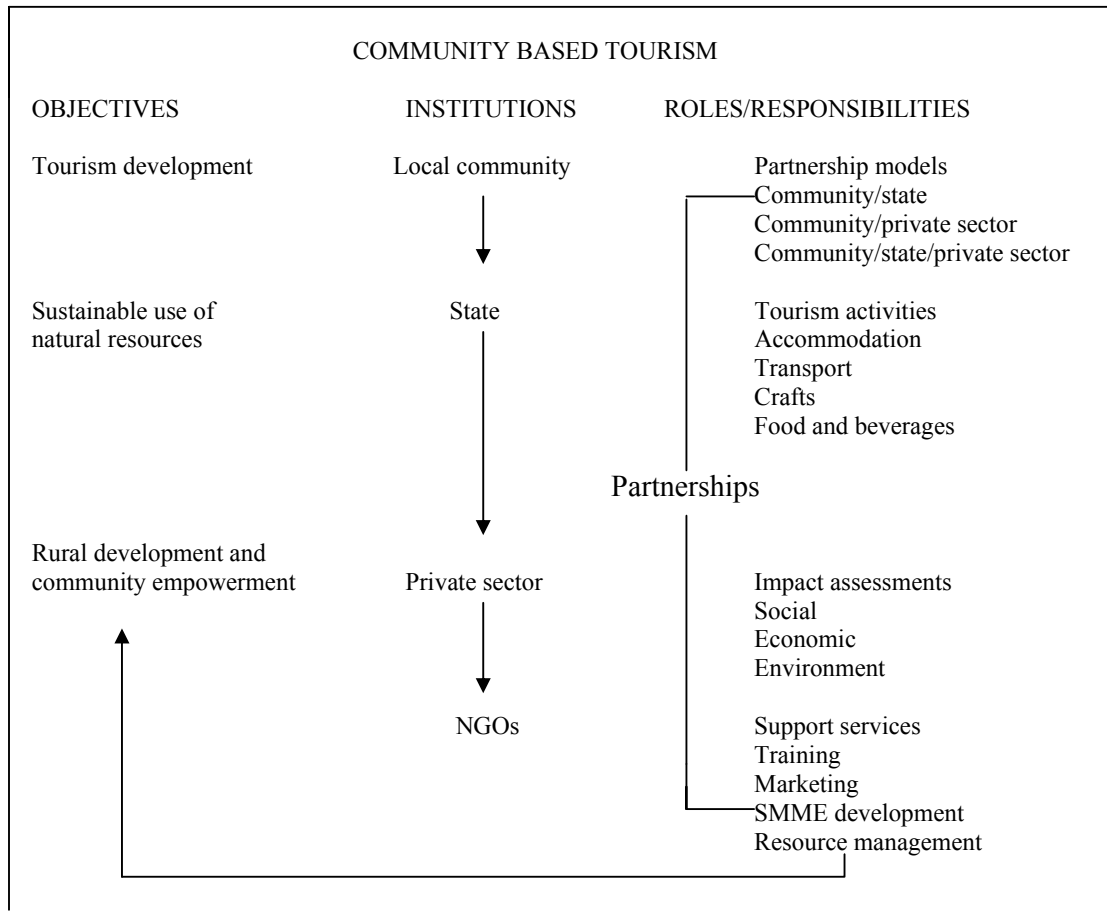 COMMUNITY BASED TOURISM
OBJECTIVES
INSTITUTIONS
ROLES/RESPONSIBILITIES
Tourism development
Local community
Partnership models
Community/state
Community/private sector
Community/state/private sector
Sustainable use of
natural resources
State
Tourism activities
Accommodation
Transport
Crafts
Food and beverages
Partnerships
Rural development and
community empowerment
Private sector
Impact assessments
Social
Economic
Environment
NGOs
Support services
Training
Marketing
SMME development
Resource management